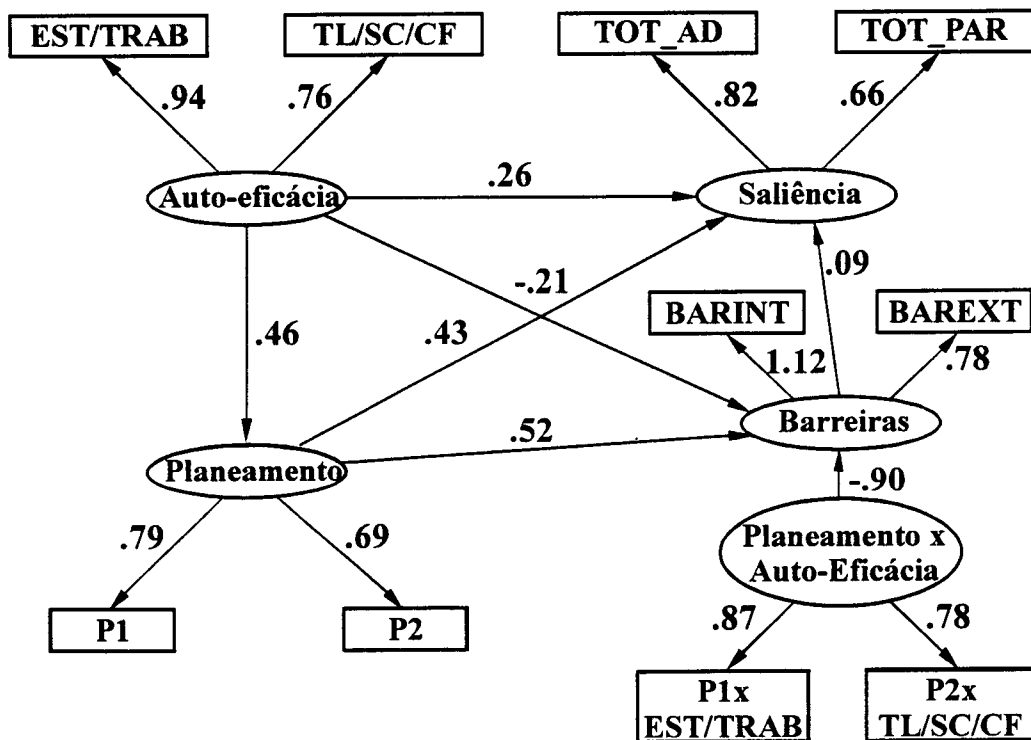 EST/TRAB
TL/SC/CF
TOT_AD
TOT_PAR
.94
.76
.82
.66
Auto-eficácia
.26
Saliência
-.21
.09
BARINT
BAREXT
.46
.43
1.12
.78
Barreiras
.52
Planeamento
-.90
.79
.69
Planeamento x
Auto-Eficácia
P1
P2
.87
.78
P1x
EST/TRAB
P2x
TL/SC/CF